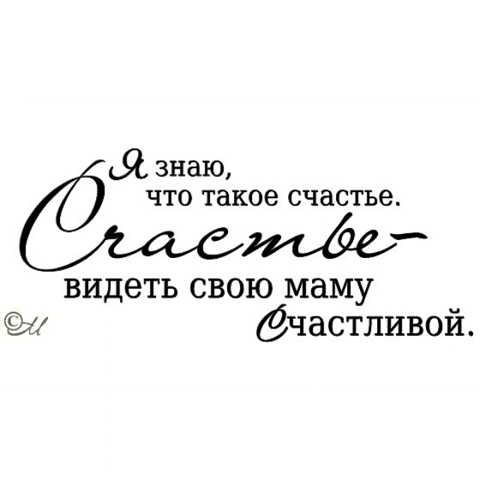 Я знаю,
что такое счастье.
Счастье-
видеть свою маму
счастливой.
©М